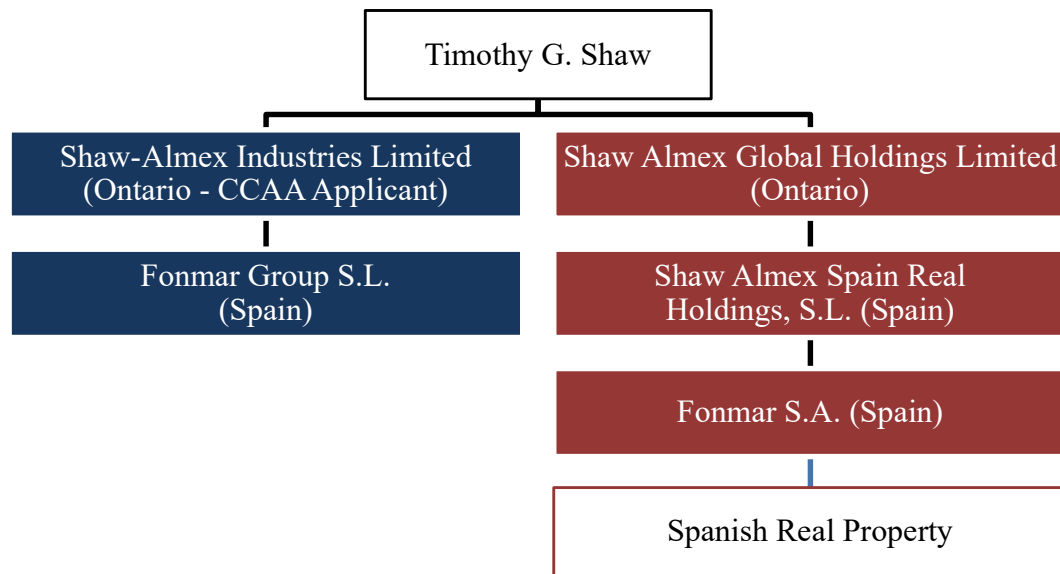 Timothy G. Shaw
Shaw-Almex Industries Limited
(Ontario - CCAA Applicant)
Shaw Almex Global Holdings Limited
(Ontario)
Fonmar Group S.L.
(Spain)
Shaw Almex Spain Real
Holdings, S.L. (Spain)
Fonmar S.A. (Spain)
Spanish Real Property